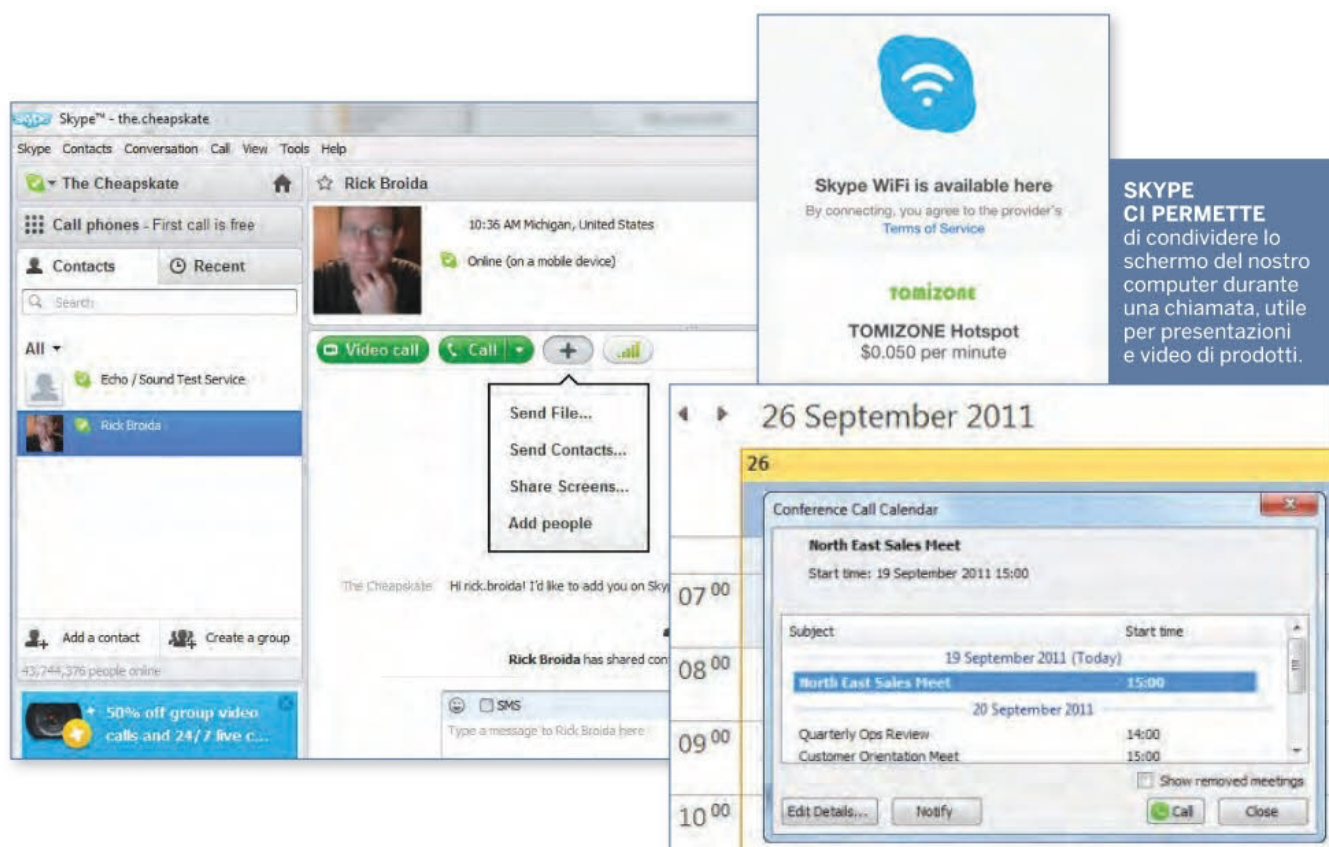 Skype™ - the.cheapskate
Skype Contacts Conversation Call View Tools Help
The Cheapskate
Call phones - First call is free
Contacts Recent
Search
All
Echo / Sound Test Service
Rick Broida
Add a contact Create a group
43,744,376 people online
50% off group video
calls and 24/7 live c...
Rick Broida
10:36 AM Michigan, United States
Online (on a mobile device)
Video call Call
Send File...
Send Contacts...
Share Screens...
Add people
The Cheapskate Hi rick.broida! I'd like to add you on Sky
Rick Broida has shared con
SMS
Type a message to Rick Broida here
Skype WiFi is available here
By connecting, you agree to the provider's
Terms of Service
TOMIZONE
TOMIZONE Hotspot
$0.050 per minute
SKYPE
CI PERMETTE
di condividere lo
schermo del nostro
computer durante
una chiamata, utile
per presentazioni
e video di prodotti.
26 September 2011
26
07 00
08 00
09 00
10 00
Conference Call Calendar
North East Sales Meet
Start time: 19 September 2011 15:00
Subject Start time
19 September 2011 (Today)
North East Sales Meet 15:00
20 September 2011
Quarterly Ops Review 14:00
Customer Orientation Meet 15:00
Show removed meetings
Edit Details... Notify Call Close